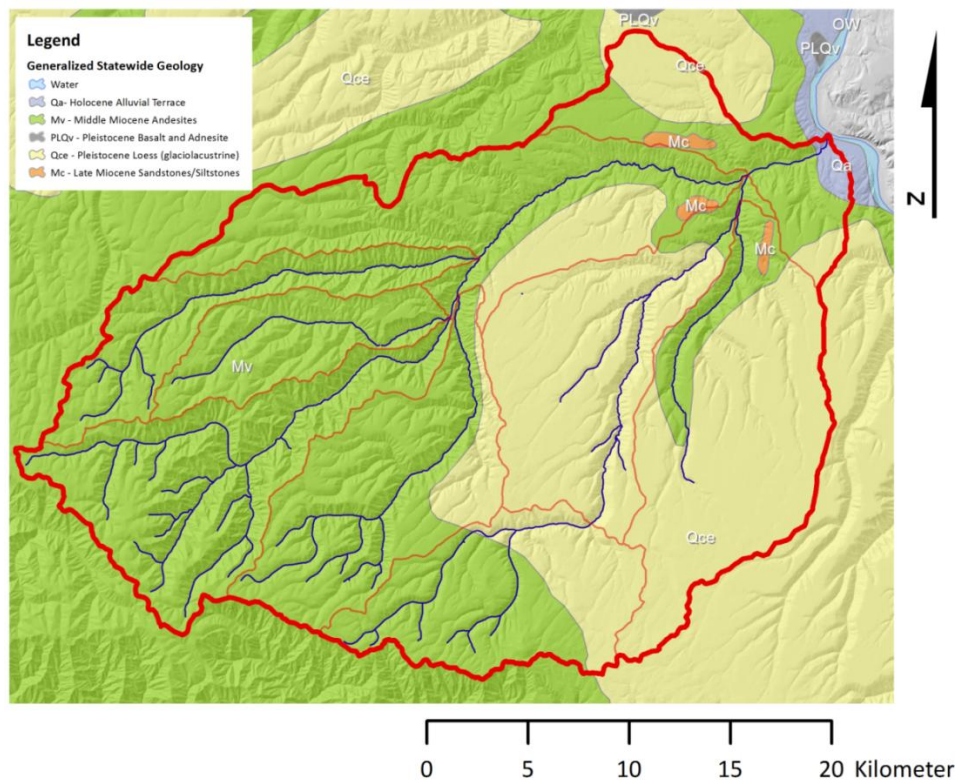 Legend
Generalized Statewide Geology
Water
Qa- Holocene Alluvial Terrace
Mv - Middle Miocene Andesites
PLQv - Pleistocene Basalt and Adnesite
Qce - Pleistocene Loess (glaciolacustrine)
Mc - Late Miocene Sandstones/Siltstones
Qce
PLQv
Qce
OW
PLQv
Mc
Qa
Mc
Mc
Mv
Qce
N
0 5 10 15 20 Kilometer